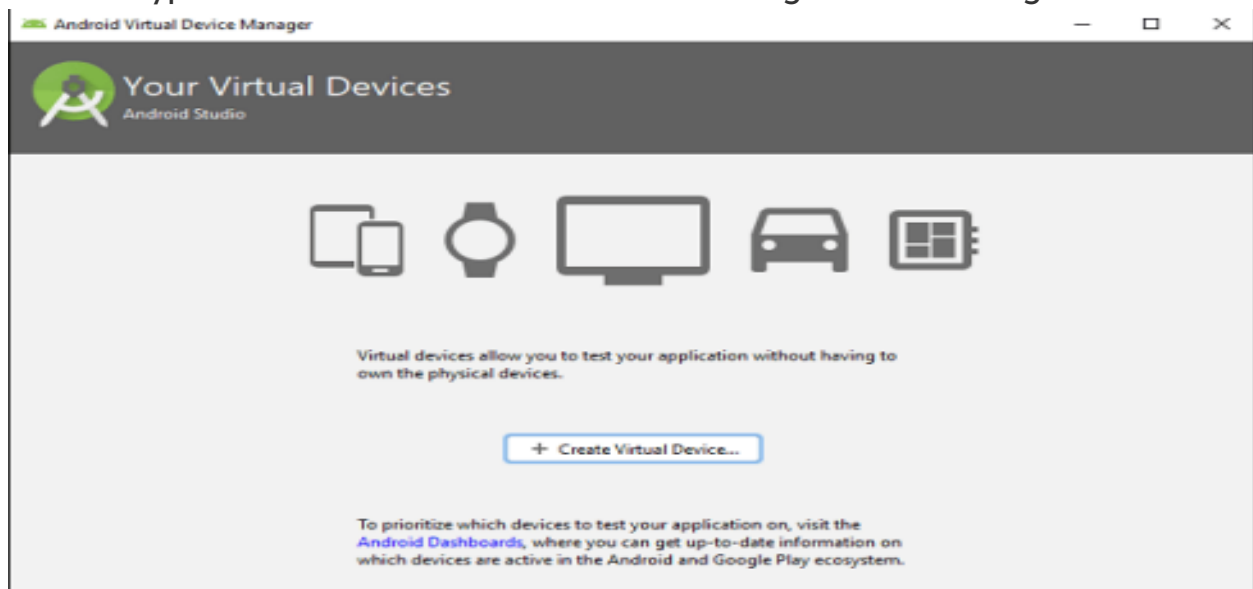 Android Virtual Device Manager
Your Virtual Devices
Android Studio
Virtual devices allow you to test your application without having to
own the physical devices.
+ Create Virtual Device...
To prioritize which devices to test your application on, visit the
Android Dashboards, where you can get up-to-date information on
which devices are active in the Android and Google Play ecosystem.